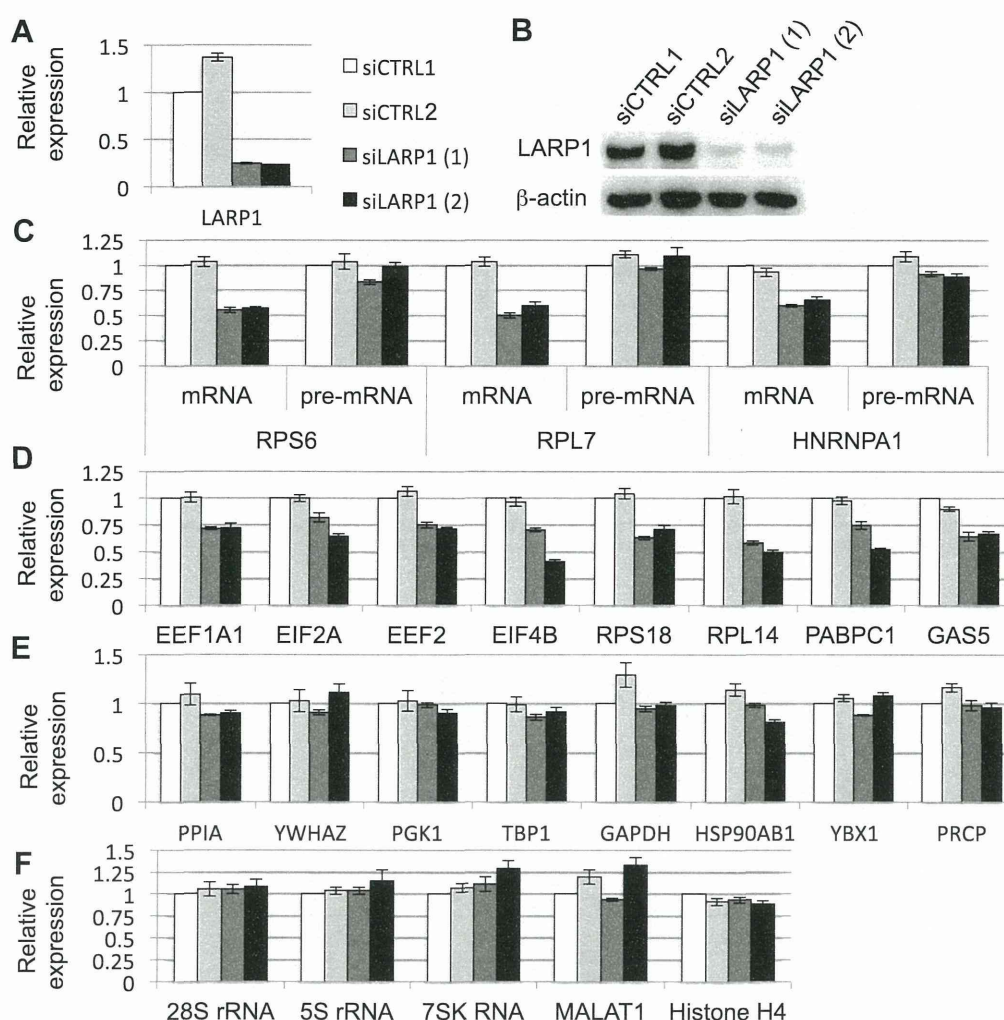 A
Relative expression
1.5
1
0.5
0
LARP1
siCTRL1
siCTRL2
siLARP1 (1)
siLARP1 (2)
B
siCTRL1
siCTRL2
siLARP1 (1)
siLARP1 (2)
LARP1
β-actin
C
Relative expression
1.25
1
0.75
0.5
0.25
0
mRNA pre-mRNA mRNA pre-mRNA mRNA pre-mRNA
RPS6 RPL7 HNRNPA1
D
Relative expression
1.25
1
0.75
0.5
0.25
0
EEF1A1 EIF2A EEF2 EIF4B RPS18 RPL14 PABPC1 GAS5
E
Relative expression
1.5
1
0.5
0
PPIA YWHAZ PGK1 TBP1 GAPDH HSP90AB1 YBX1 PRCP
F
Relative expression
1.5
1.25
1
0.75
0.5
0.25
0
28S rRNA 5S rRNA 7SK RNA MALAT1 Histone H4